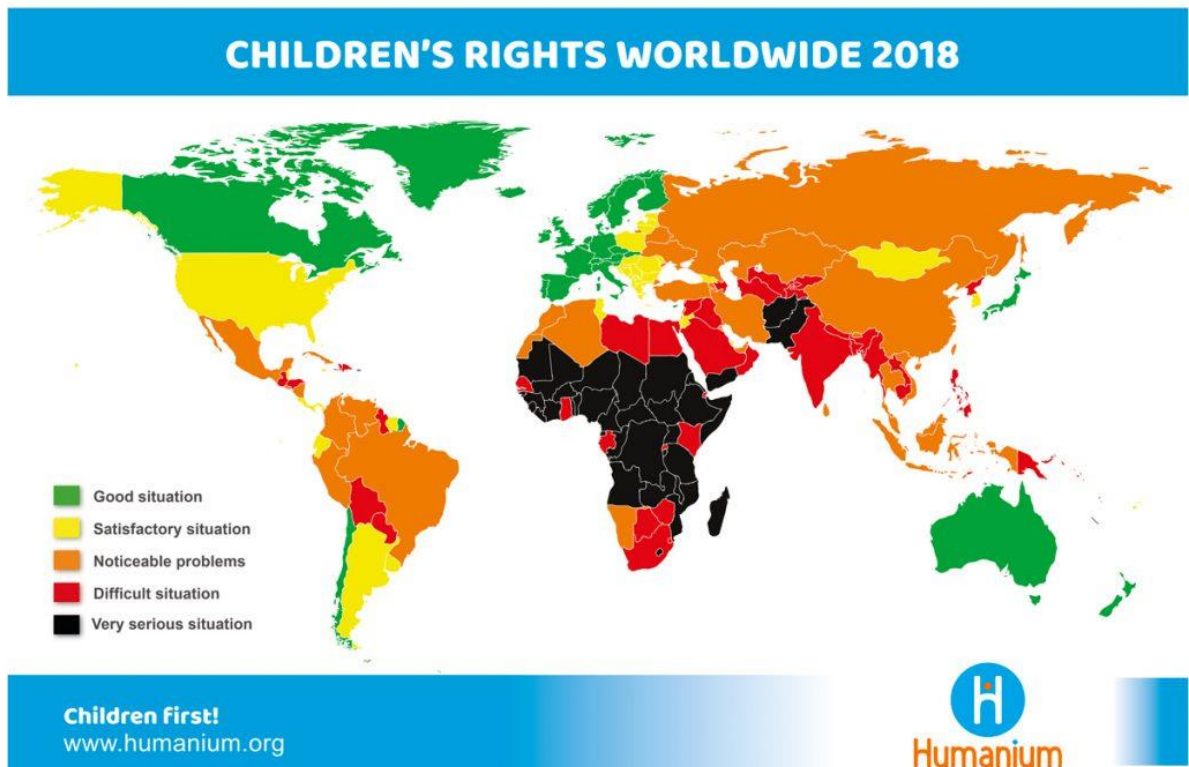 CHILDREN'S RIGHTS WORLDWIDE 2018
Good situation
Satisfactory situation
Noticeable problems
Difficult situation
Very serious situation
Children first!
www.humanium.org
H
Humanium